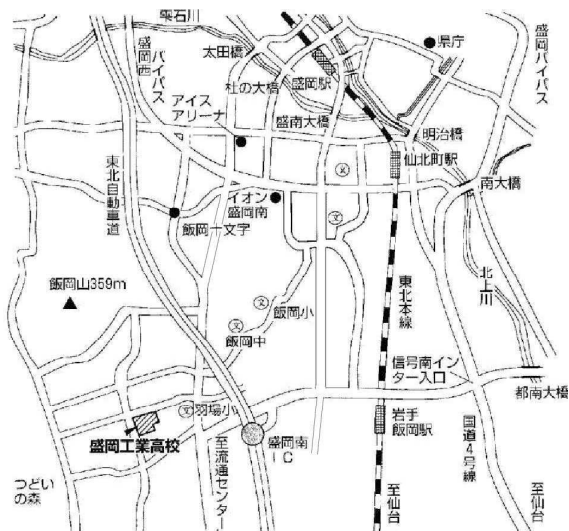 雫石川
盛岡西
バイパス
太田橋
県庁
盛岡バイパス
杜の大橋
盛岡駅
アイス
アリーナ
盛南大橋
明治橋
仙北町駅
文
東北自動車道
イオン
盛岡南
南大橋
文
飯岡一文字
北上川
飯岡山359m
東北本線
文
飯岡小
文
飯岡中
信号南イン
ター入口
都南大橋
文
羽場小
盛岡工業高校
盛岡南
IC
岩手
飯岡駅
国道4号線
至流通センター
つどい
の森
至仙台
至仙台